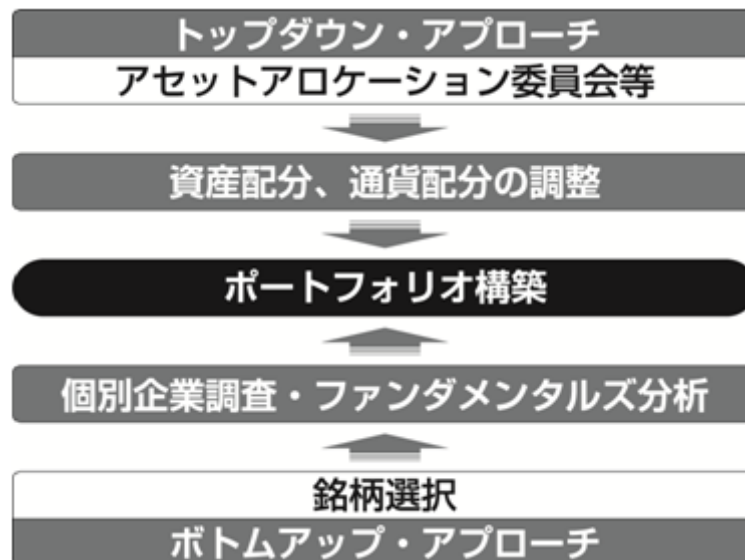 トップダウン・アプローチ
アセットアロケーション委員会等
資産配分、通貨配分の調整
ポートフォリオ構築
個別企業調査・ファンダメンタルズ分析
銘柄選択
ボトムアップ・アプローチ